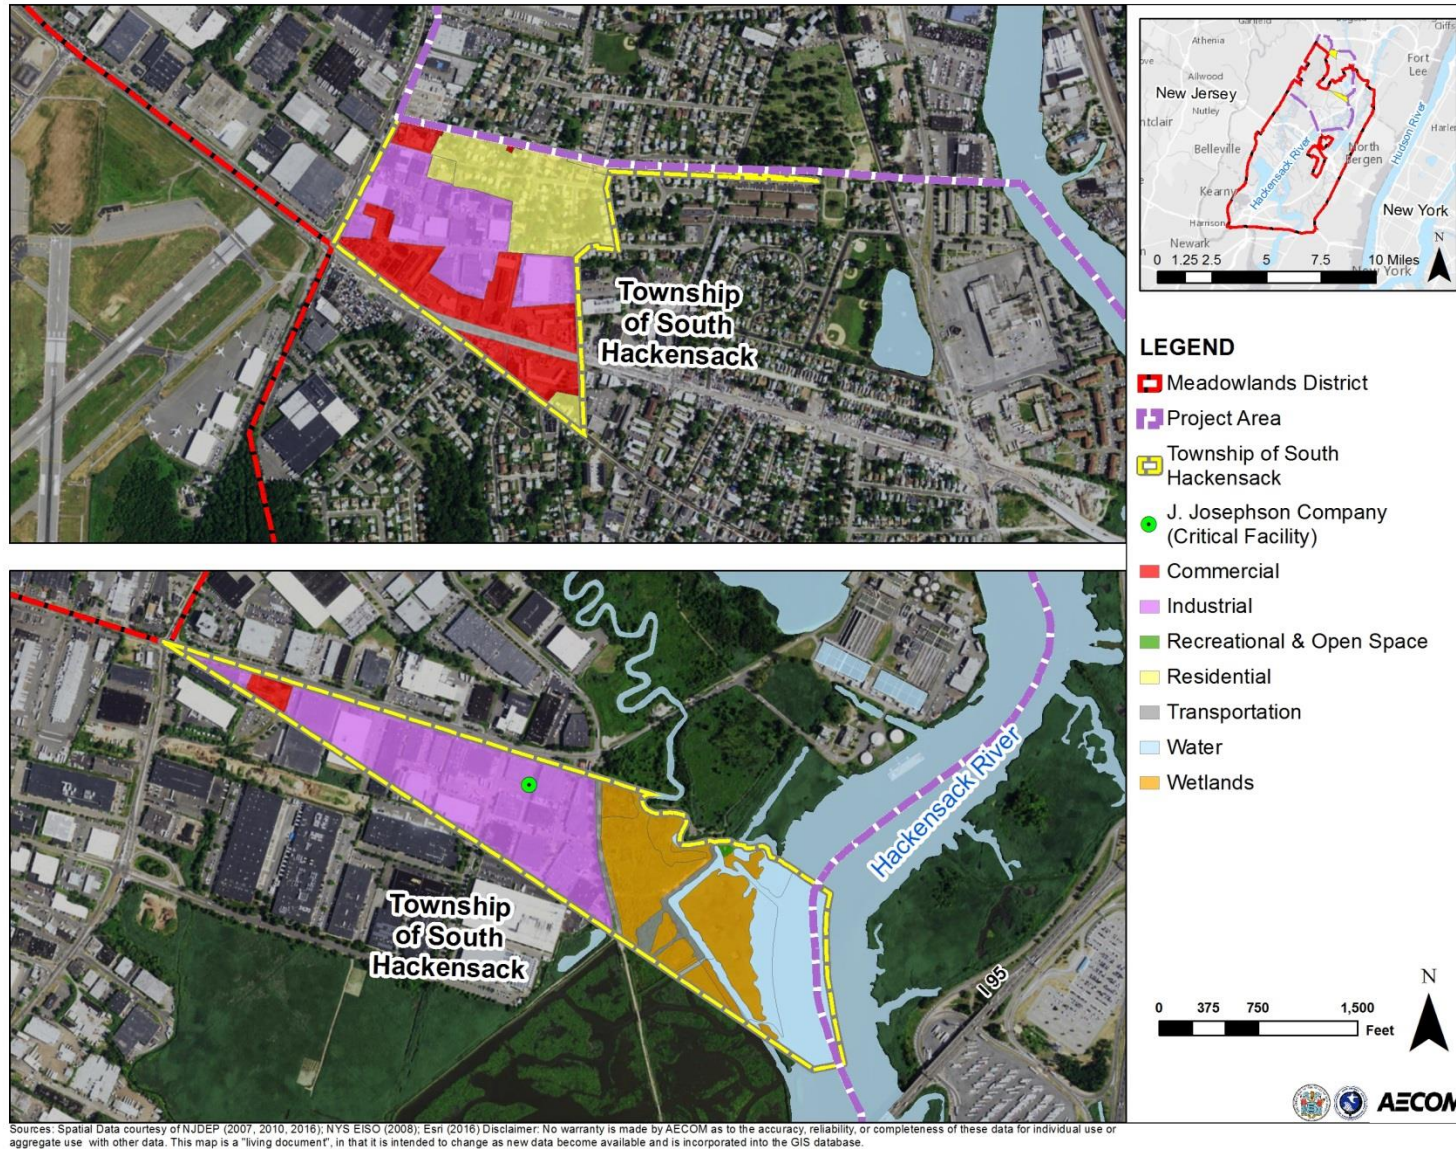 Township
of South
Hackensack
Township
of South
Hackensack
Hackensack River
I 95
Garfield
Athenia
Allwood
New Jersey
Nutley
Belleville
Kearny
Harrison
Newark
Hackensack River
North
Bergen
Fort
Lee
Hudson River
New York
New York
N
0 1.25 2.5 5 7.5 10 Miles
LEGEND
Meadowlands District
Project Area
Township of South
Hackensack
J. Josephson Company
(Critical Facility)
Commercial
Industrial
Recreational & Open Space
Residential
Transportation
Water
Wetlands
N
0 375 750 1,500
Feet
AECOM
Sources: Spatial Data courtesy of NJDEP (2007, 2010, 2016); NYS EISO (2008); Esri (2016) Disclaimer: No warranty is made by AECOM as to the accuracy, reliability, or completeness of these data for individual use or
aggregate use with other data. This map is a "living document", in that it is intended to change as new data become available and is incorporated into the GIS database.